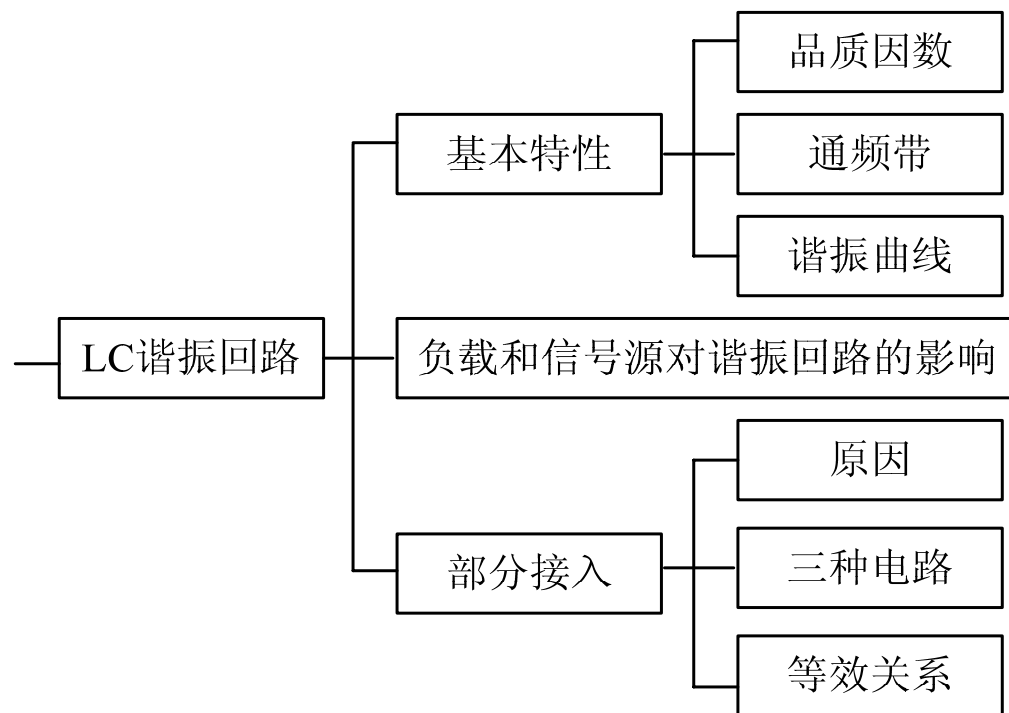 LC谐振回路
基本特性
品质因数
通频带
谐振曲线
负载和信号源对谐振回路的影响
部分接入
原因
三种电路
等效关系